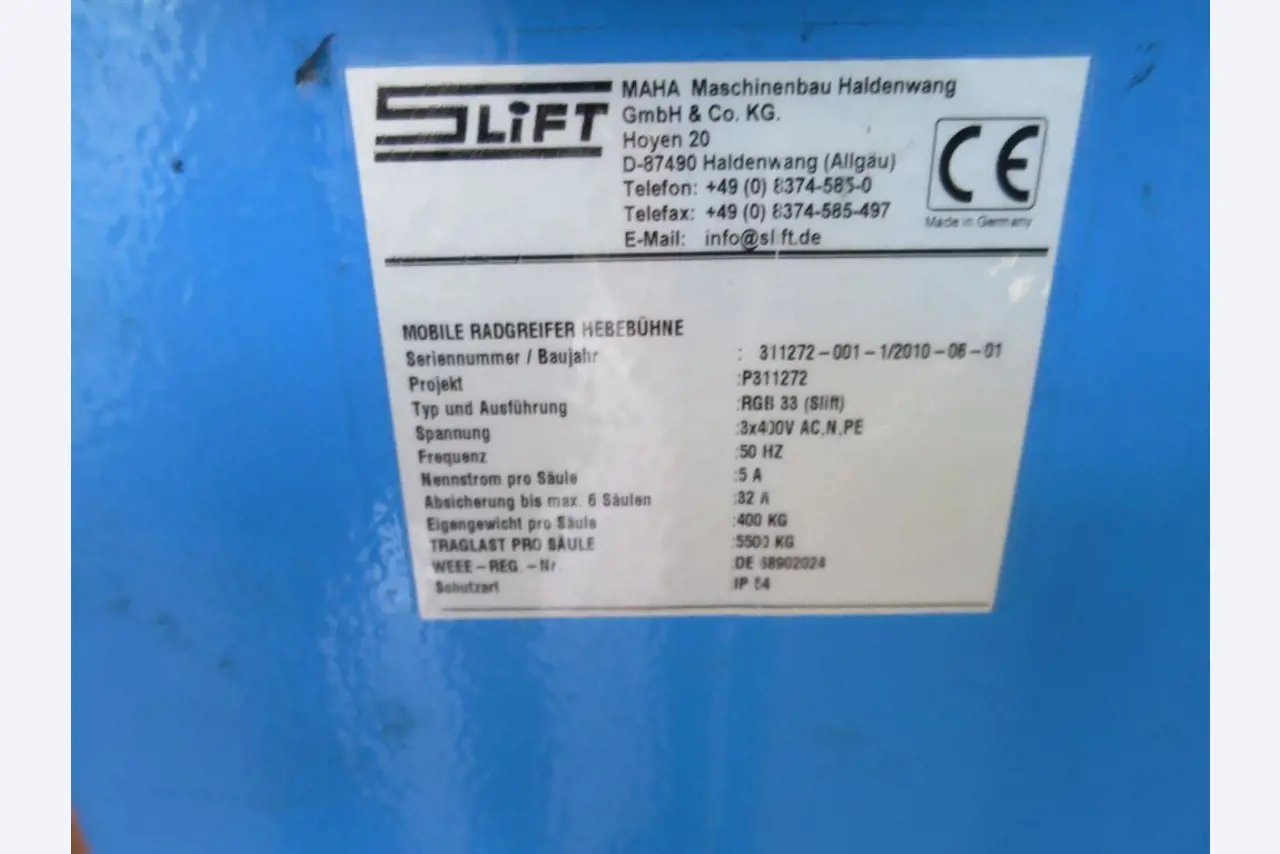 SLiFT
MAHA Maschinenbau Haldenwang
GmbH & Co. KG.
Hoyen 20
D-87490 Haldenwang (Allgäu)
Telefon: +49 (0) 8374-585-0
Telefax: +49 (0) 8374-585-497
E-Mail: info@slift.de
CE
Made in Germany
MOBILE RADGREIFER HEBEBÜHNE
Seriennummer / Baujahr : 311272-001-1/2010-06-01
Projekt :P311272
Typ und Ausführung :RGB 33 (Slift)
Spannung :3x400V AC,N,PE
Frequenz :50 HZ
Nennstrom pro Säule :5 A
Absicherung bis max. 6 Säulen :32 A
Eigengewicht pro Säule :400 KG
TRAGLAST PRO SÄULE :5500 KG
WEEE-REG.-Nr. :DE 68902024
Schutzart :IP 54